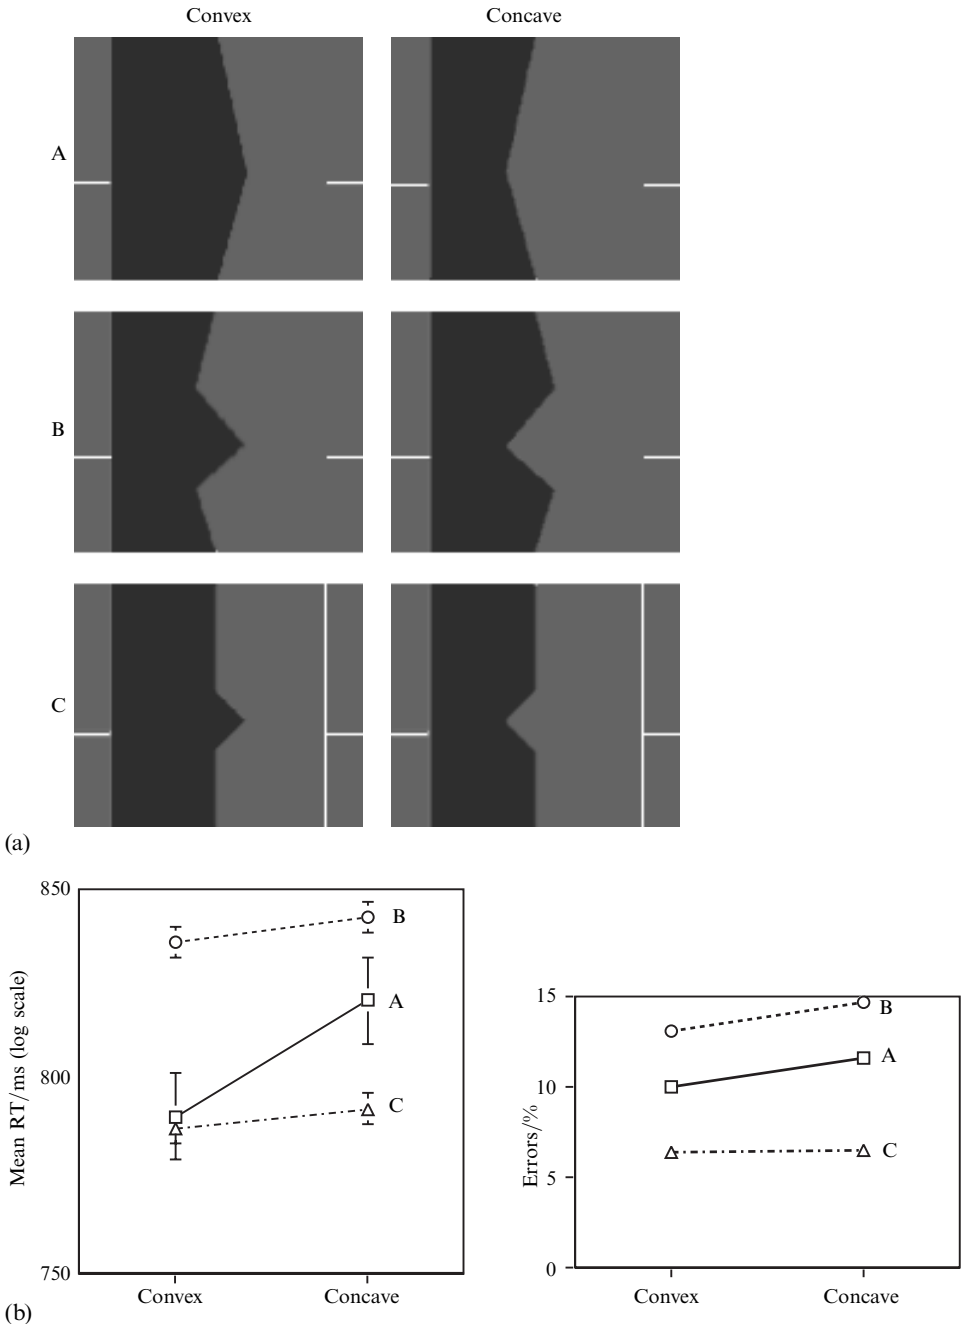 Convex Concave
A
B
C
(a)
850
800
750
Mean RT/ms (log scale)
B
A
C
Convex Concave
15
10
5
0
Errors/%
B
A
C
Convex Concave
(b)